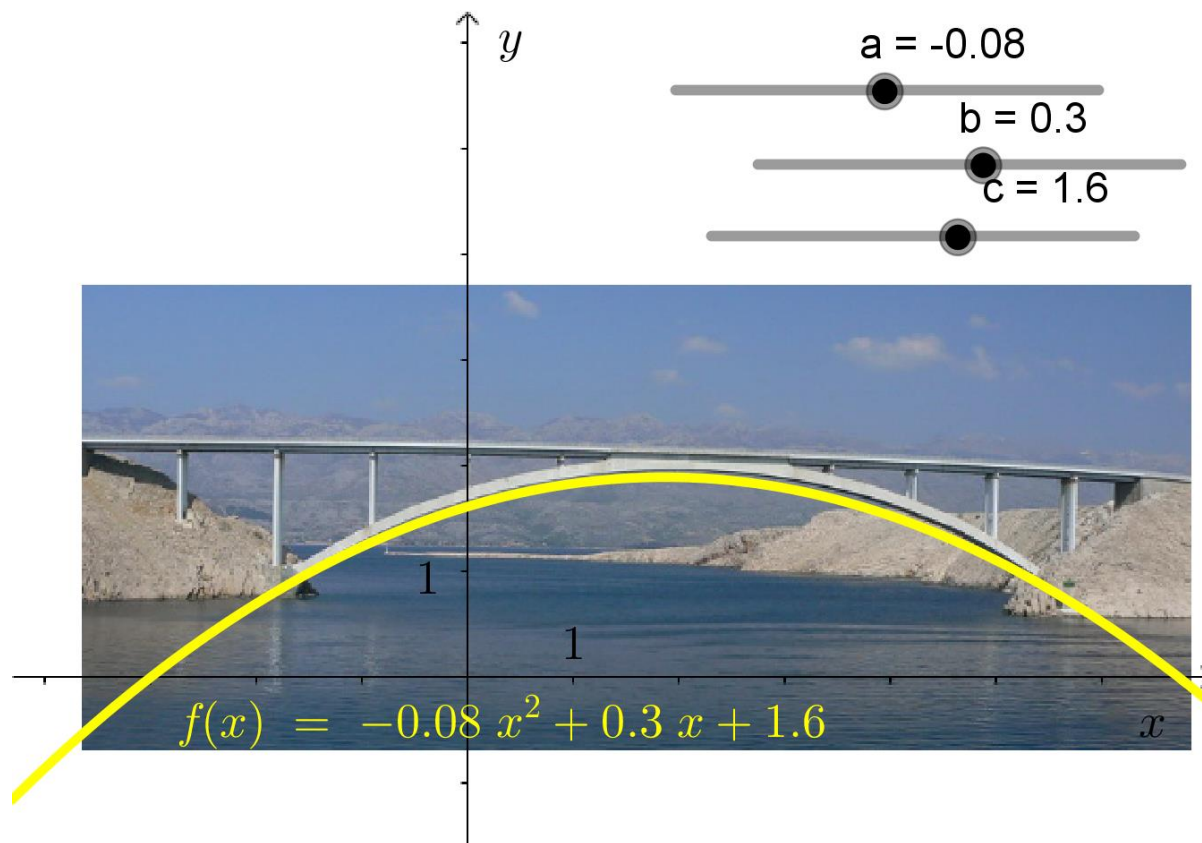 y
a = -0.08
b = 0.3
c = 1.6
1
1
f(x) = −0.08 x² + 0.3 x + 1.6
x